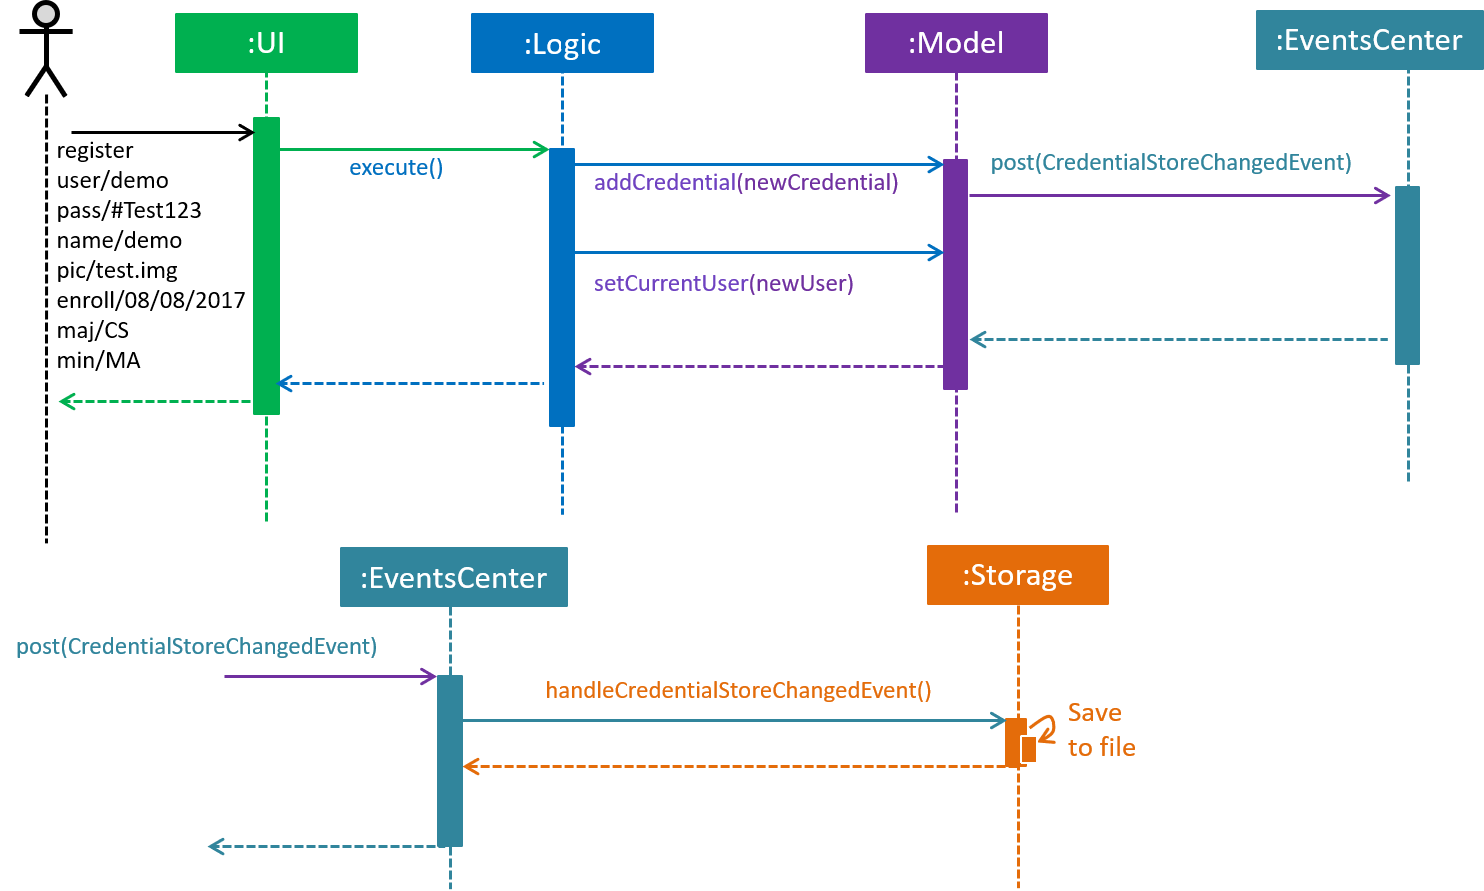 :UI
:Logic
:Model
:EventsCenter
register
user/demo
pass/#Test123
name/demo
pic/test.img
enroll/08/08/2017
maj/CS
min/MA
execute()
addCredential(newCredential)
post(CredentialStoreChangedEvent)
setCurrentUser(newUser)
:EventsCenter
:Storage
post(CredentialStoreChangedEvent)
handleCredentialStoreChangedEvent()
Save
to file